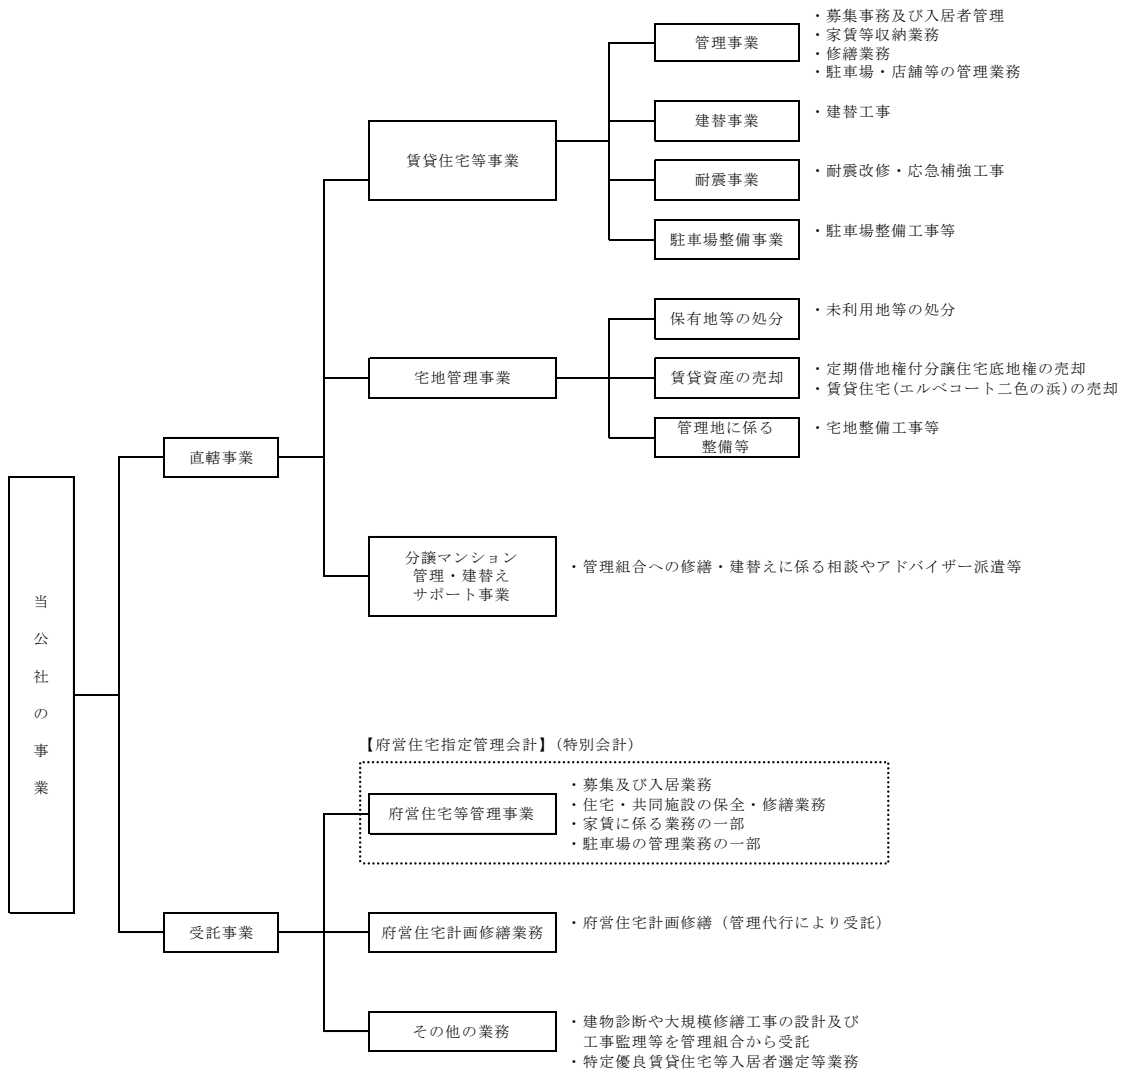 当公社の事業
直轄事業
賃貸住宅等事業
管理事業
・募集事務及び入居者管理
・家賃等収納業務
・修繕業務
・駐車場・店舗等の管理業務
建替事業
・建替工事
耐震事業
・耐震改修・応急補強工事
駐車場整備事業
・駐車場整備工事等
宅地管理事業
保有地等の処分
・未利用地等の処分
賃貸資産の売却
・定期借地権付分譲住宅底地権の売却
・賃貸住宅(エルベコート二色の浜)の売却
管理地に係る
整備等
・宅地整備工事等
分譲マンション
管理・建替え
サポート事業
・管理組合への修繕・建替えに係る相談やアドバイザー派遣等
受託事業
【府営住宅指定管理会計】(特別会計)
府営住宅等管理事業
・募集及び入居業務
・住宅・共同施設の保全・修繕業務
・家賃に係る業務の一部
・駐車場の管理業務の一部
府営住宅計画修繕業務
・府営住宅計画修繕（管理代行により受託）
その他の業務
・建物診断や大規模修繕工事の設計及び
工事監理等を管理組合から受託
・特定優良賃貸住宅等入居者選定等業務